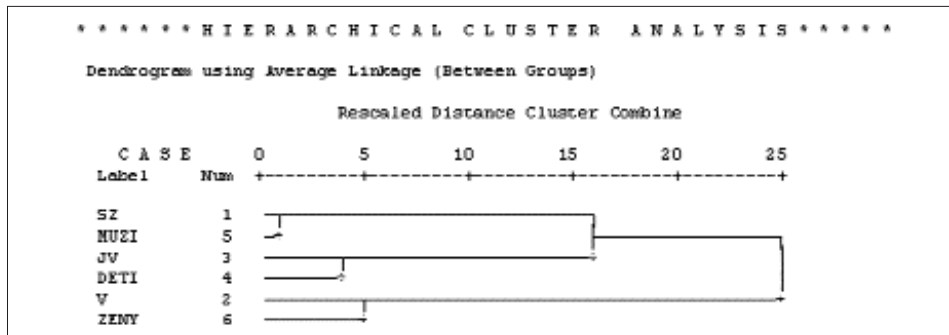 * * * * * * H I E R A R C H I C A L C L U S T E R A N A L Y S I S * * * * *
Dendrogram using Average Linkage (Between Groups)
Rescaled Distance Cluster Combine
C A S E 0 5 10 15 20 25
Label Num +---------+---------+---------+---------+---------+
SZ 1
MUZI 5
JV 3
DETI 4
V 2
ZENY 6